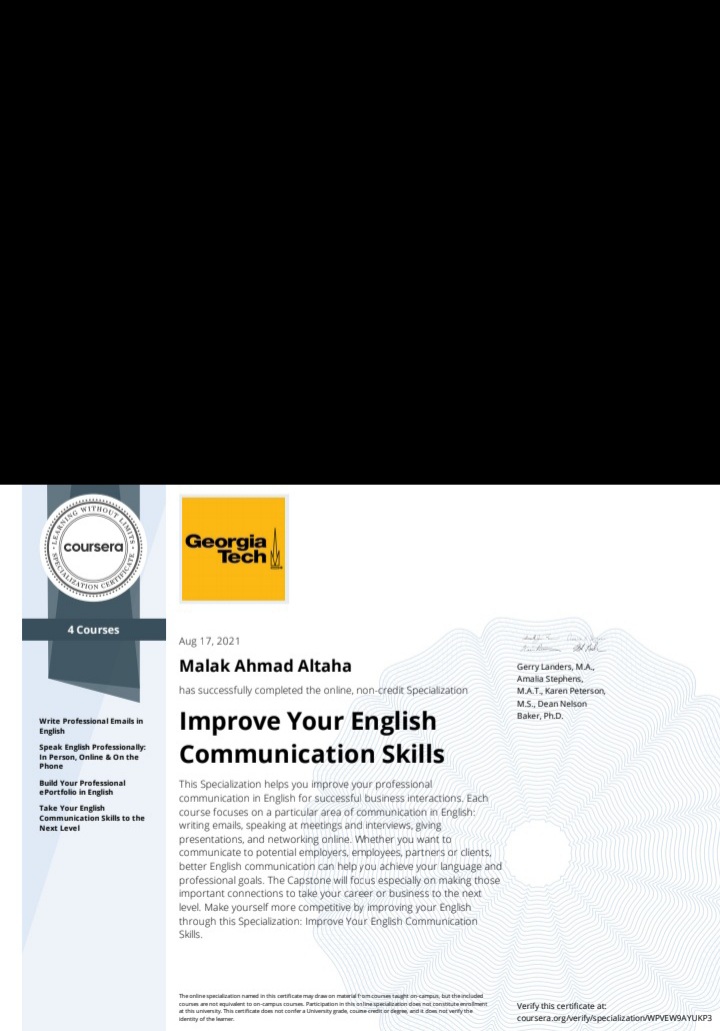 LEARNING WITHOUT LIMITS
coursera
SPECIALIZATION CERTIFICATE
4 Courses
Write Professional Emails in
English
Speak English Professionally:
In Person, Online & On the
Phone
Build Your Professional
ePortfolio in English
Take Your English
Communication Skills to the
Next Level
Georgia
Tech
Aug 17, 2021
Malak Ahmad Altaha
has successfully completed the online, non-credit Specialization
Improve Your English
Communication Skills
This Specialization helps you improve your professional
communication in English for successful business interactions. Each
course focuses on a particular area of communication in English:
writing emails, speaking at meetings and interviews, giving
presentations, and networking online. Whether you want to
communicate to potential employers, employees, partners or clients,
better English communication can help you achieve your language and
professional goals. The Capstone will focus especially on making those
important connections to take your career or business to the next
level. Make yourself more competitive by improving your English
through this Specialization: Improve Your English Communication
Skills.
Gerry Landers, M.A.,
Amalia Stephens,
M.A.T., Karen Peterson,
M.S., Dean Nelson
Baker, Ph.D.
The online specialization named in this certificate may draw on material from courses taught on-campus, but the included
courses are not equivalent to on-campus courses. Participation in this online specialization does not constitute enrollment
at this university. This certificate does not confer a University grade, course credit or degree, and it does not verify the
identity of the learner.
Verify this certificate at:
coursera.org/verify/specialization/WPVEW9AYUKP3